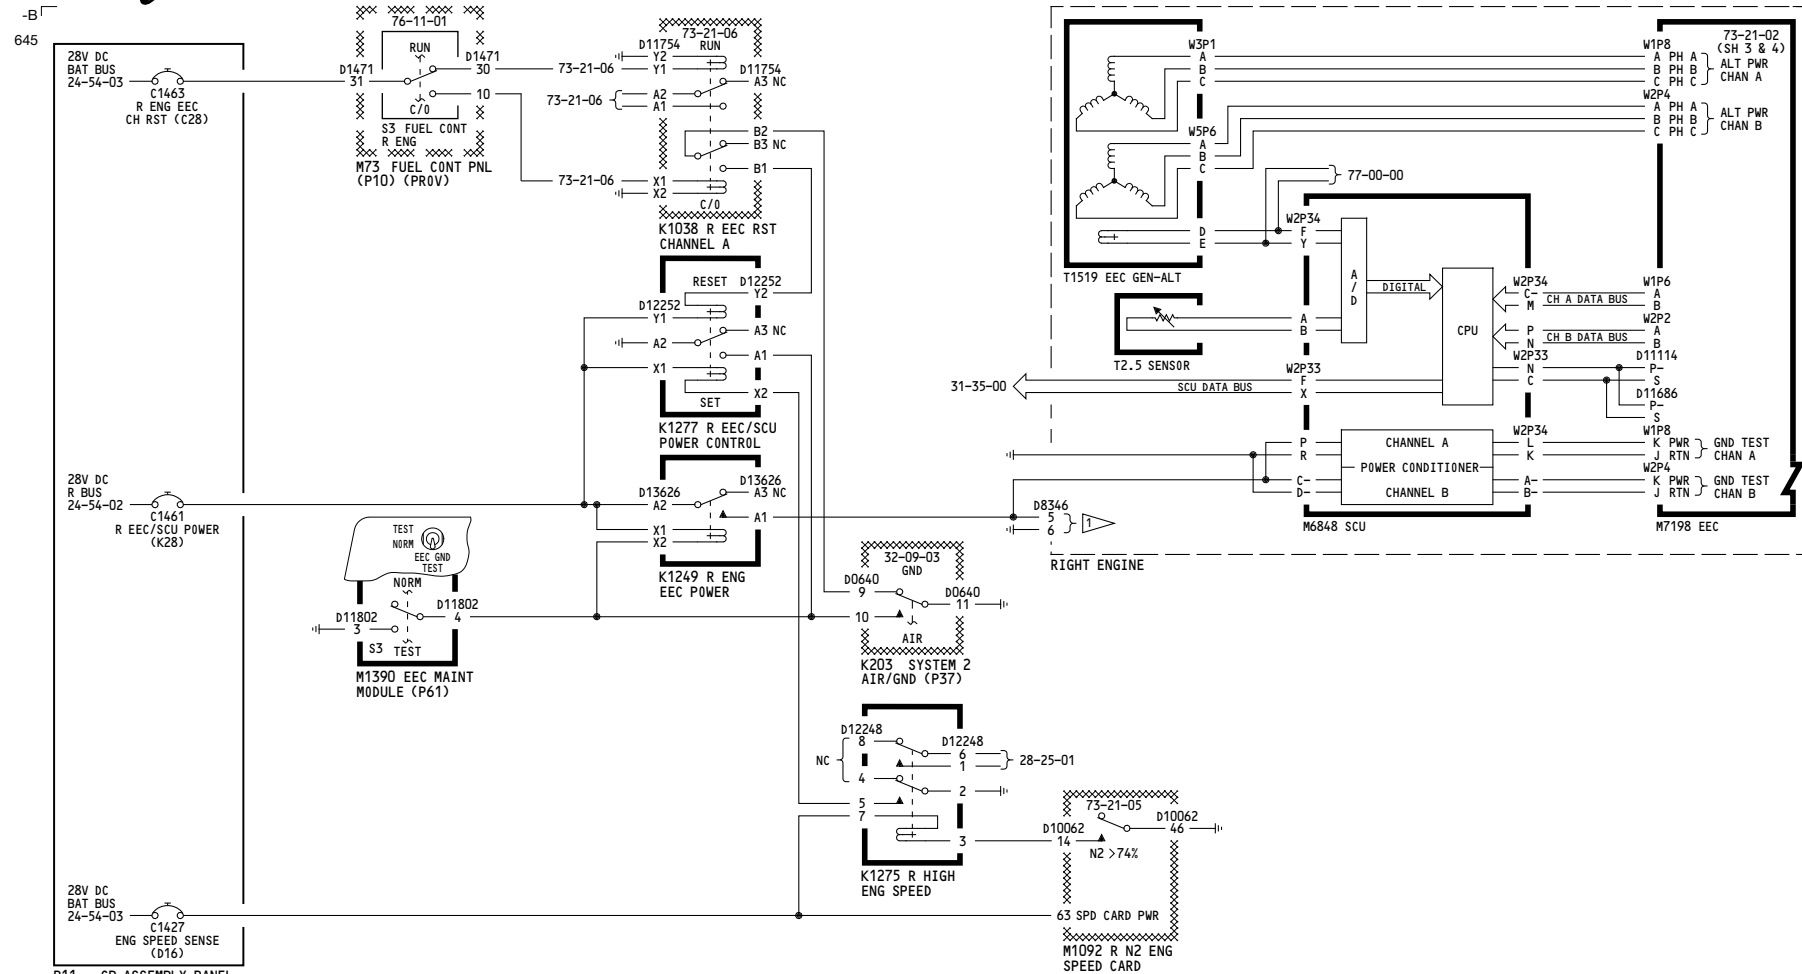 -B
645
28V DC
BAT BUS
24-54-03
C1463
R ENG EEC
CH RST (C28)
76-11-01
RUN
D1471
31
D1471
30
10
C/O
S3 FUEL CONT
R ENG
M73 FUEL CONT PNL
(P10) (PROV)
73-21-06
73-21-06
73-21-06
73-21-06
RUN
D11754
Y2
Y1
D11754
A3 NC
A2
A1
B2
B3 NC
B1
X1
X2
C/O
K1038 R EEC RST
CHANNEL A
RESET
D12252
Y2
D12252
Y1
A3 NC
A2
A1
X1
X2
SET
K1277 R EEC/SCU
POWER CONTROL
28V DC
R BUS
24-54-02
C1461
R EEC/SCU POWER
(K28)
D13626
A2
D13626
A3 NC
A1
X1
X2
K1249 R ENG
EEC POWER
TEST
NORM
EEC GND
TEST
NORM
D11802
3
D11802
4
S3 TEST
M1390 EEC MAINT
MODULE (P61)
32-09-03
GND
D0640
9
D0640
11
10
AIR
K203 SYSTEM 2
AIR/GND (P37)
D12248
8
D12248
6
1
28-25-01
NC
4
2
5
7
3
K1275 R HIGH
ENG SPEED
73-21-05
D10062
46
D10062
14
N2 >74%
63 SPD CARD PWR
M1092 R N2 ENG
SPEED CARD
28V DC
BAT BUS
24-54-03
C1427
ENG SPEED SENSE
(D16)
W3P1
A
B
C
W5P6
A
B
C
D
E
T1519 EEC GEN-ALT
77-00-00
T2.5 SENSOR
31-35-00
SCU DATA BUS
D8346
5
6
1
RIGHT ENGINE
W2P34
F
Y
A
B
W2P33
F
X
P
R
C-
D-
A
/
D
DIGITAL
CPU
CHANNEL A
POWER CONDITIONER
CHANNEL B
M6848 SCU
W2P34
C-
M
P
N
W2P33
N
C
W2P34
L
K
A-
B-
CH A DATA BUS
CH B DATA BUS
73-21-02
(SH 3 & 4)
W1P8
A PH A
B PH B
C PH C
ALT PWR
CHAN A
W2P4
A PH A
B PH B
C PH C
ALT PWR
CHAN B
W1P6
A
B
W2P2
A
B
D11114
P-
S
D11686
P-
S
W1P8
K PWR
J RTN
GND TEST
CHAN A
W2P4
K PWR
J RTN
GND TEST
CHAN B
M7198 EEC